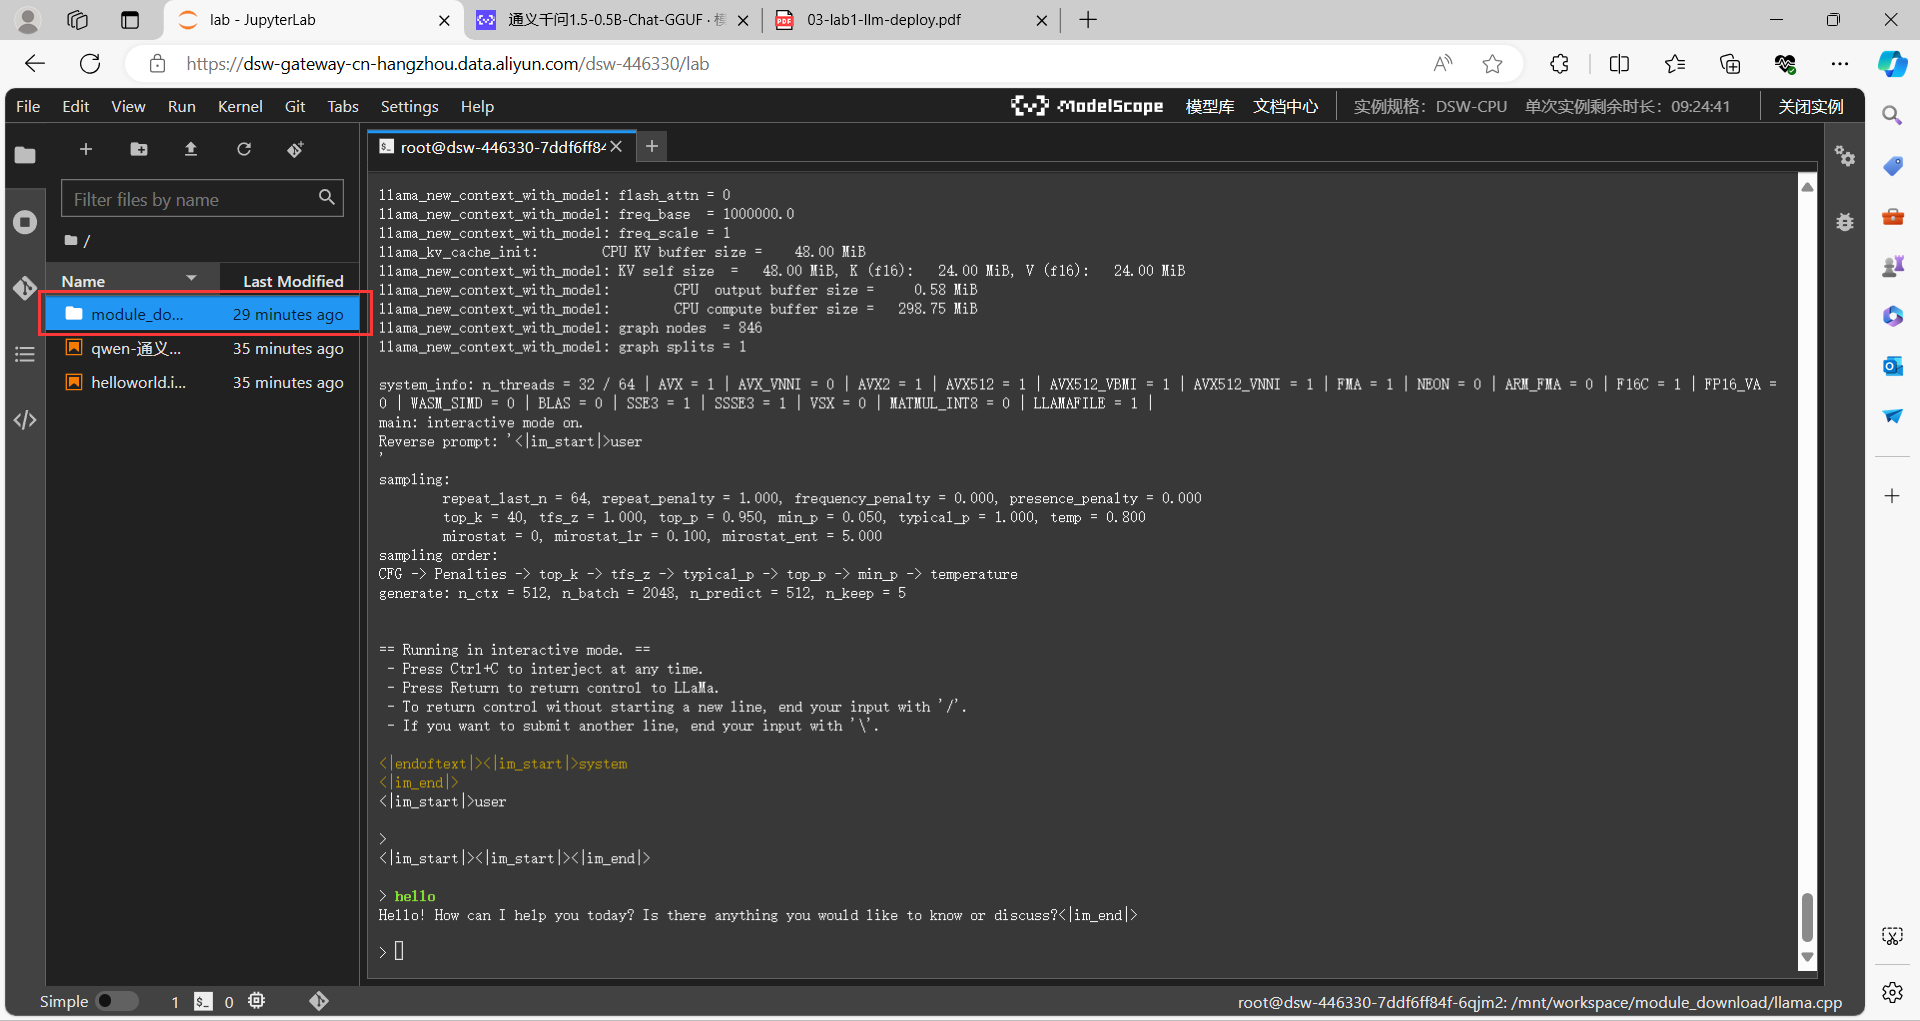 lab - JupyterLab
通义千问1.5-0.5B-Chat-GGUF · 模
03-lab1-llm-deploy.pdf
https://dsw-gateway-cn-hangzhou.data.aliyun.com/dsw-446330/lab
File Edit View Run Kernel Git Tabs Settings Help
ModelScope 模型库 文档中心 实例规格：DSW-CPU 单次实例剩余时长：09:24:41 关闭实例
root@dsw-446330-7ddf6ff84
Filter files by name
/
Name Last Modified
module_do... 29 minutes ago
qwen-通义... 35 minutes ago
helloworld.i... 35 minutes ago
llama_new_context_with_model: flash_attn = 0
llama_new_context_with_model: freq_base = 1000000.0
llama_new_context_with_model: freq_scale = 1
llama_kv_cache_init: CPU KV buffer size = 48.00 MiB
llama_new_context_with_model: KV self size = 48.00 MiB, K (f16): 24.00 MiB, V (f16): 24.00 MiB
llama_new_context_with_model: CPU output buffer size = 0.58 MiB
llama_new_context_with_model: CPU compute buffer size = 298.75 MiB
llama_new_context_with_model: graph nodes = 846
llama_new_context_with_model: graph splits = 1
system_info: n_threads = 32 / 64 | AVX = 1 | AVX_VNNI = 0 | AVX2 = 1 | AVX512 = 1 | AVX512_VBMI = 1 | AVX512_VNNI = 1 | FMA = 1 | NEON = 0 | ARM_FMA = 0 | F16C = 1 | FP16_VA =
0 | WASM_SIMD = 0 | BLAS = 0 | SSE3 = 1 | SSSE3 = 1 | VSX = 0 | MATMUL_INT8 = 0 | LLAMAFILE = 1 |
main: interactive mode on.
Reverse prompt: '<|im_start|>user
'
sampling:
repeat_last_n = 64, repeat_penalty = 1.000, frequency_penalty = 0.000, presence_penalty = 0.000
top_k = 40, tfs_z = 1.000, top_p = 0.950, min_p = 0.050, typical_p = 1.000, temp = 0.800
mirostat = 0, mirostat_lr = 0.100, mirostat_ent = 5.000
sampling order:
CFG -> Penalties -> top_k -> tfs_z -> typical_p -> top_p -> min_p -> temperature
generate: n_ctx = 512, n_batch = 2048, n_predict = 512, n_keep = 5
== Running in interactive mode. ==
- Press Ctrl+C to interject at any time.
- Press Return to return control to LLaMa.
- To return control without starting a new line, end your input with '/'.
- If you want to submit another line, end your input with '\'.
<|endoftext|><|im_start|>system
<|im_end|>
<|im_start|>user
>
<|im_start|><|im_start|><|im_end|>
> hello
Hello! How can I help you today? Is there anything you would like to know or discuss?<|im_end|>
>
Simple 1 0
root@dsw-446330-7ddf6ff84f-6qjm2: /mnt/workspace/module_download/llama.cpp